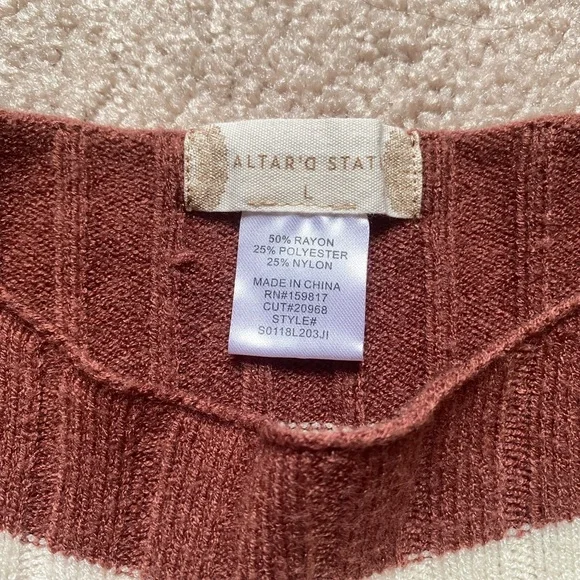 ALTAR'D STAT
L
50% RAYON
25% POLYESTER
25% NYLON
MADE IN CHINA
RN#159817
CUT#20968
STYLE#
S0118L203JI